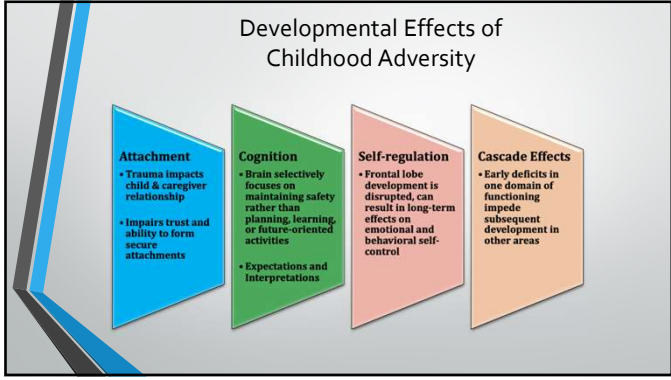 Developmental Effects of
Childhood Adversity
Attachment
• Trauma impacts
child & caregiver
relationship
• Impairs trust and
ability to form
secure
attachments
Cognition
• Brain selectively
focuses on
maintaining safety
rather than
planning, learning,
or future-oriented
activities
• Expectations and
Interpretations
Self-regulation
• Frontal lobe
development is
disrupted, can
result in long-term
effects on
emotional and
behavioral self-
control
Cascade Effects
• Early deficits in
one domain of
functioning
impede
subsequent
development in
other areas